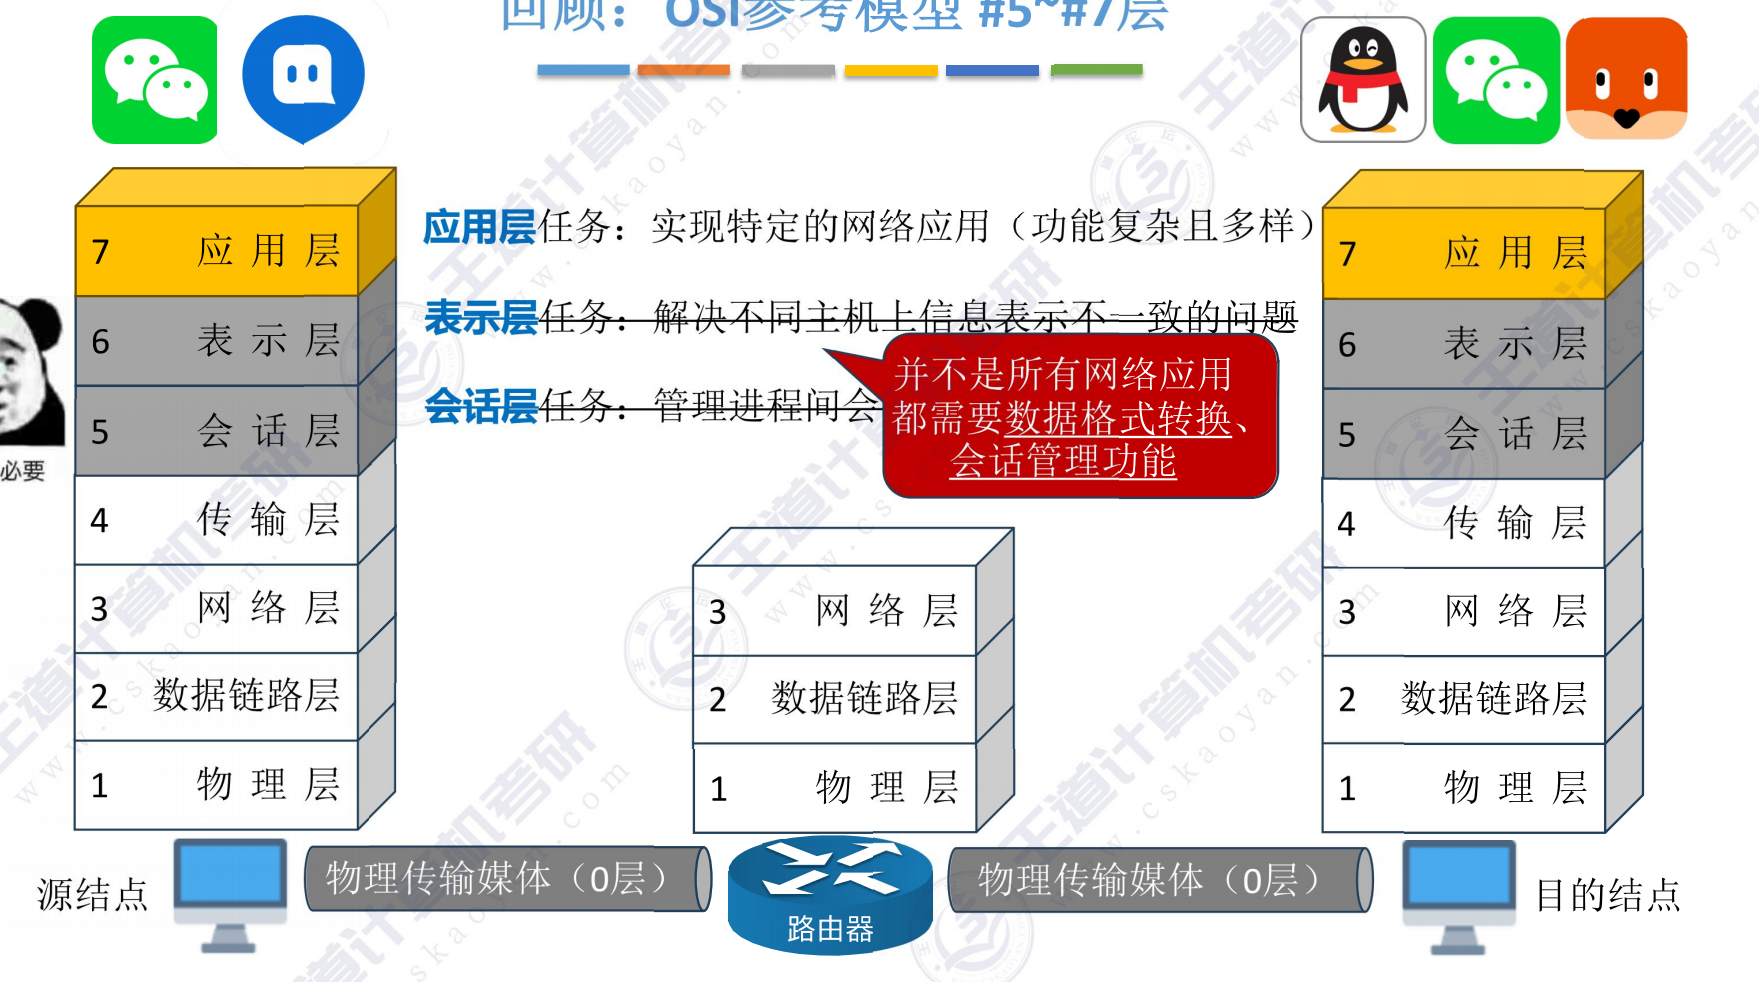 回顾：OSI参考模型 #5~#7层
应用层任务：实现特定的网络应用（功能复杂且多样）
表示层任务：解决不同主机上信息表示不一致的问题
会话层任务：管理进程间会
并不是所有网络应用
都需要数据格式转换、
会话管理功能
7 应用层
6 表示层
5 会话层
4 传输层
3 网络层
2 数据链路层
1 物理层
必要
3 网络层
2 数据链路层
1 物理层
7 应用层
6 表示层
5 会话层
4 传输层
3 网络层
2 数据链路层
1 物理层
源结点
物理传输媒体（0层）
路由器
物理传输媒体（0层）
目的结点
王道计算机考研
www.cskaoyan.com